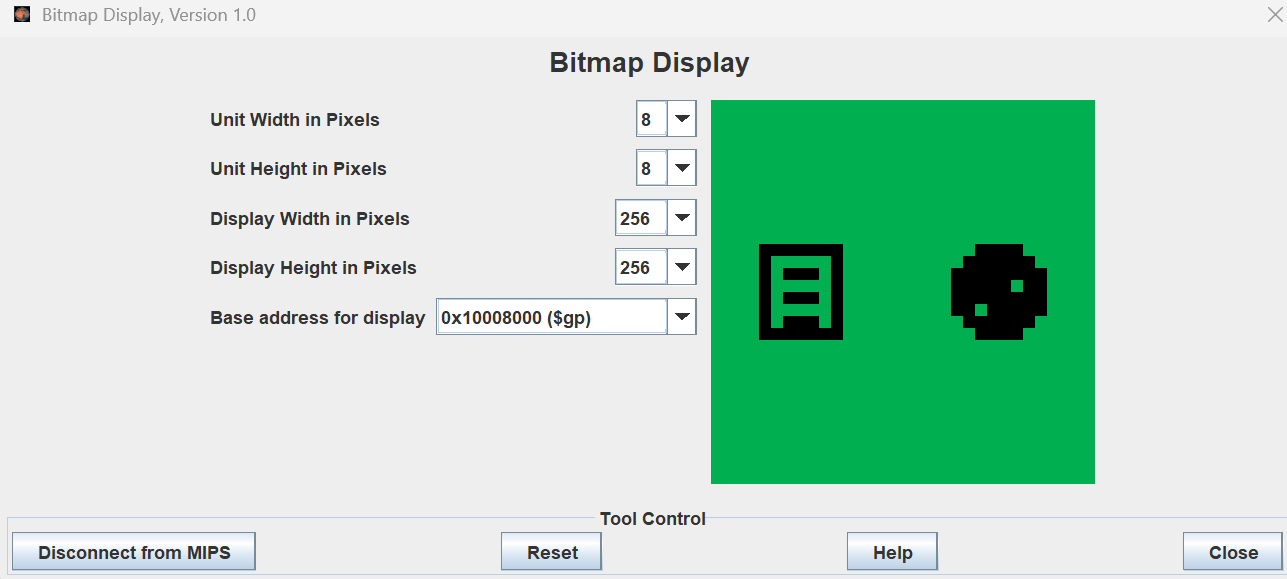 Bitmap Display, Version 1.0
Bitmap Display
Unit Width in Pixels 8
Unit Height in Pixels 8
Display Width in Pixels 256
Display Height in Pixels 256
Base address for display 0x10008000 ($gp)
Tool Control
Disconnect from MIPS Reset Help Close